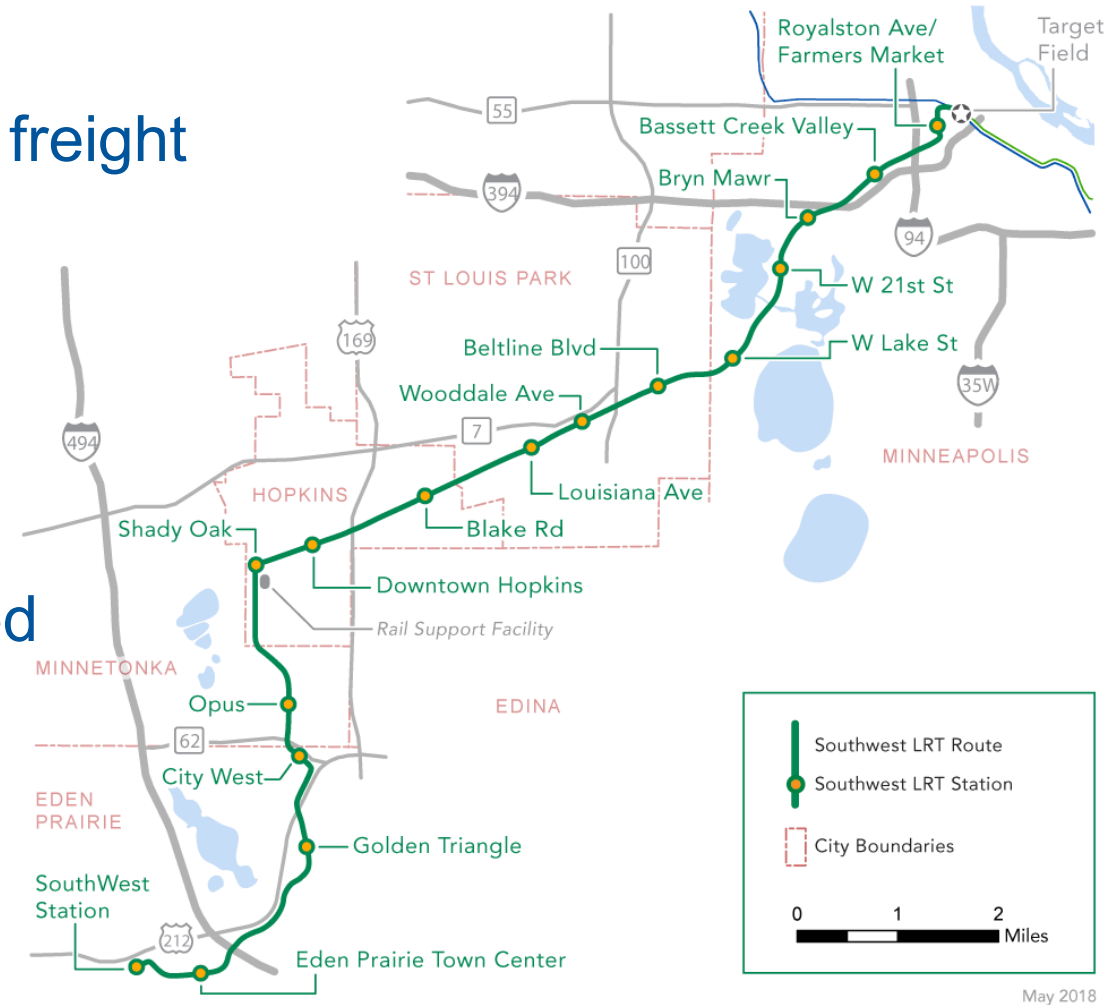 freight
ed
Royalston Ave/
Farmers Market
Target
Field
55
Bassett Creek Valley
Bryn Mawr
394
94
100
ST LOUIS PARK
W 21st St
169
Beltline Blvd
W Lake St
Wooddale Ave
35W
7
494
MINNEAPOLIS
HOPKINS
Louisiana Ave
Shady Oak
Blake Rd
Downtown Hopkins
Rail Support Facility
MINNETONKA
Opus
EDINA
62
City West
EDEN
PRAIRIE
Golden Triangle
SouthWest
Station
212
Eden Prairie Town Center
Southwest LRT Route
Southwest LRT Station
City Boundaries
0 1 2
Miles
May 2018